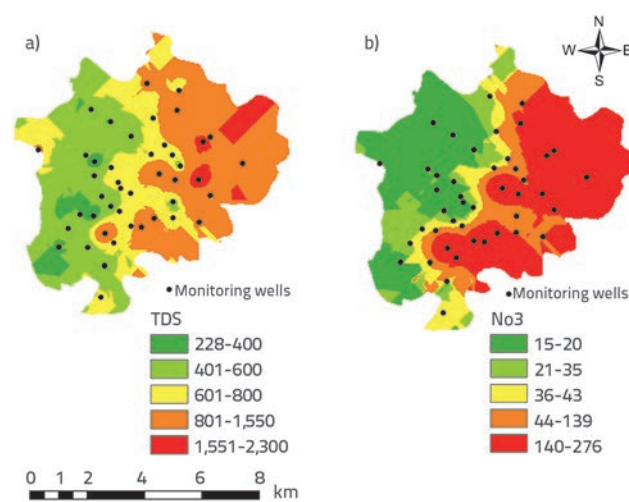 a)
b)
N
W E
S
Monitoring wells
TDS
228-400
401-600
601-800
801-1,550
1,551-2,300
Monitoring wells
No3
15-20
21-35
36-43
44-139
140-276
0 1 2 4 6 8
km